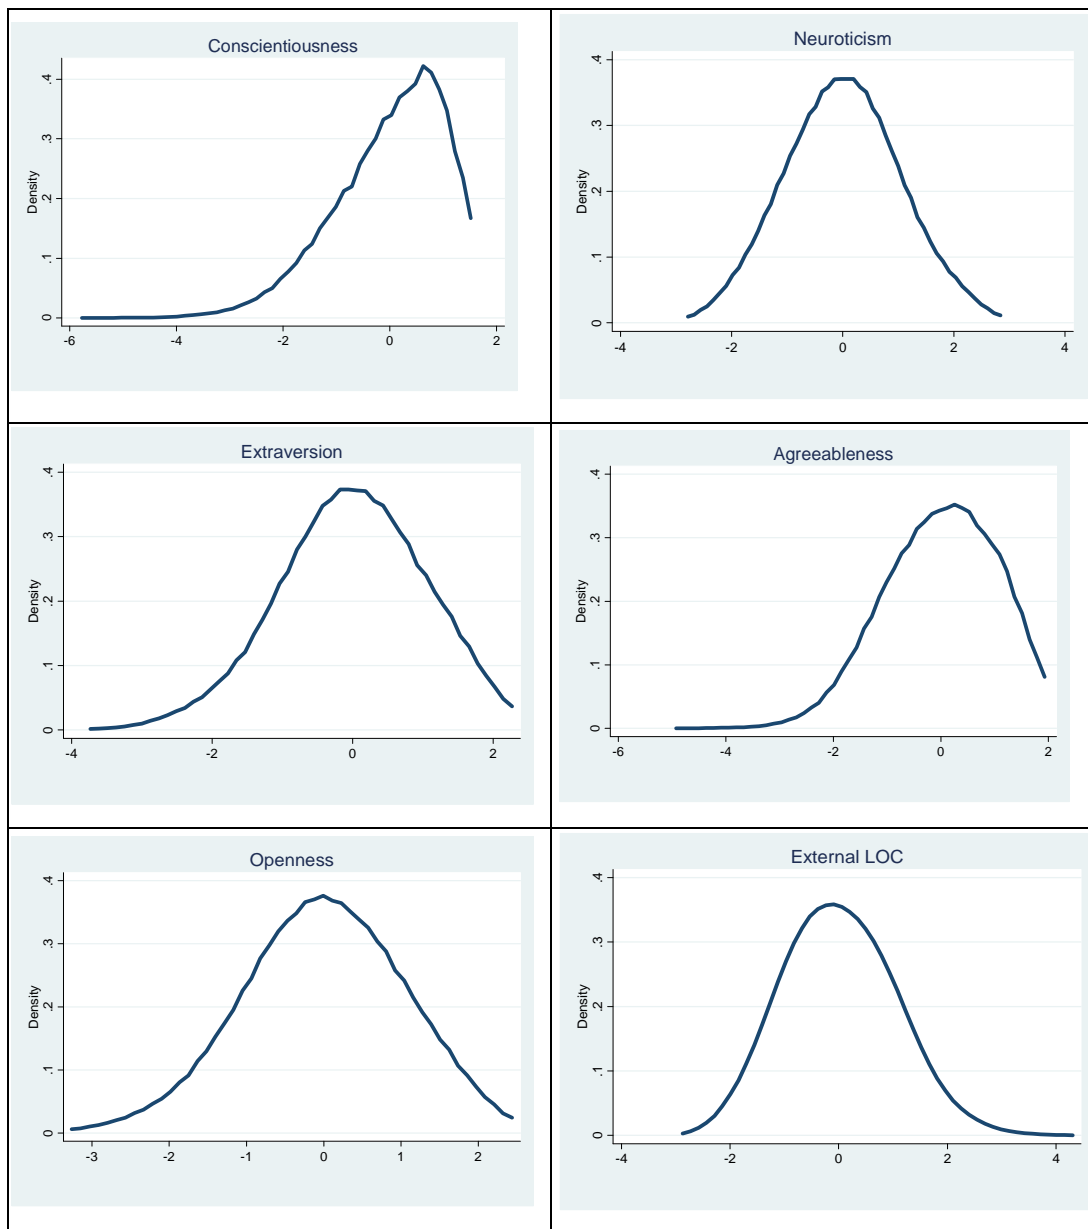 Conscientiousness
Density
.4
.3
.2
.1
0
-6 -4 -2 0 2
Neuroticism
Density
.4
.3
.2
.1
0
-4 -2 0 2 4
Extraversion
Density
.4
.3
.2
.1
0
-4 -2 0 2
Agreeableness
Density
.4
.3
.2
.1
0
-6 -4 -2 0 2
Openness
Density
.4
.3
.2
.1
0
-3 -2 -1 0 1 2
External LOC
Density
.4
.3
.2
.1
0
-4 -2 0 2 4